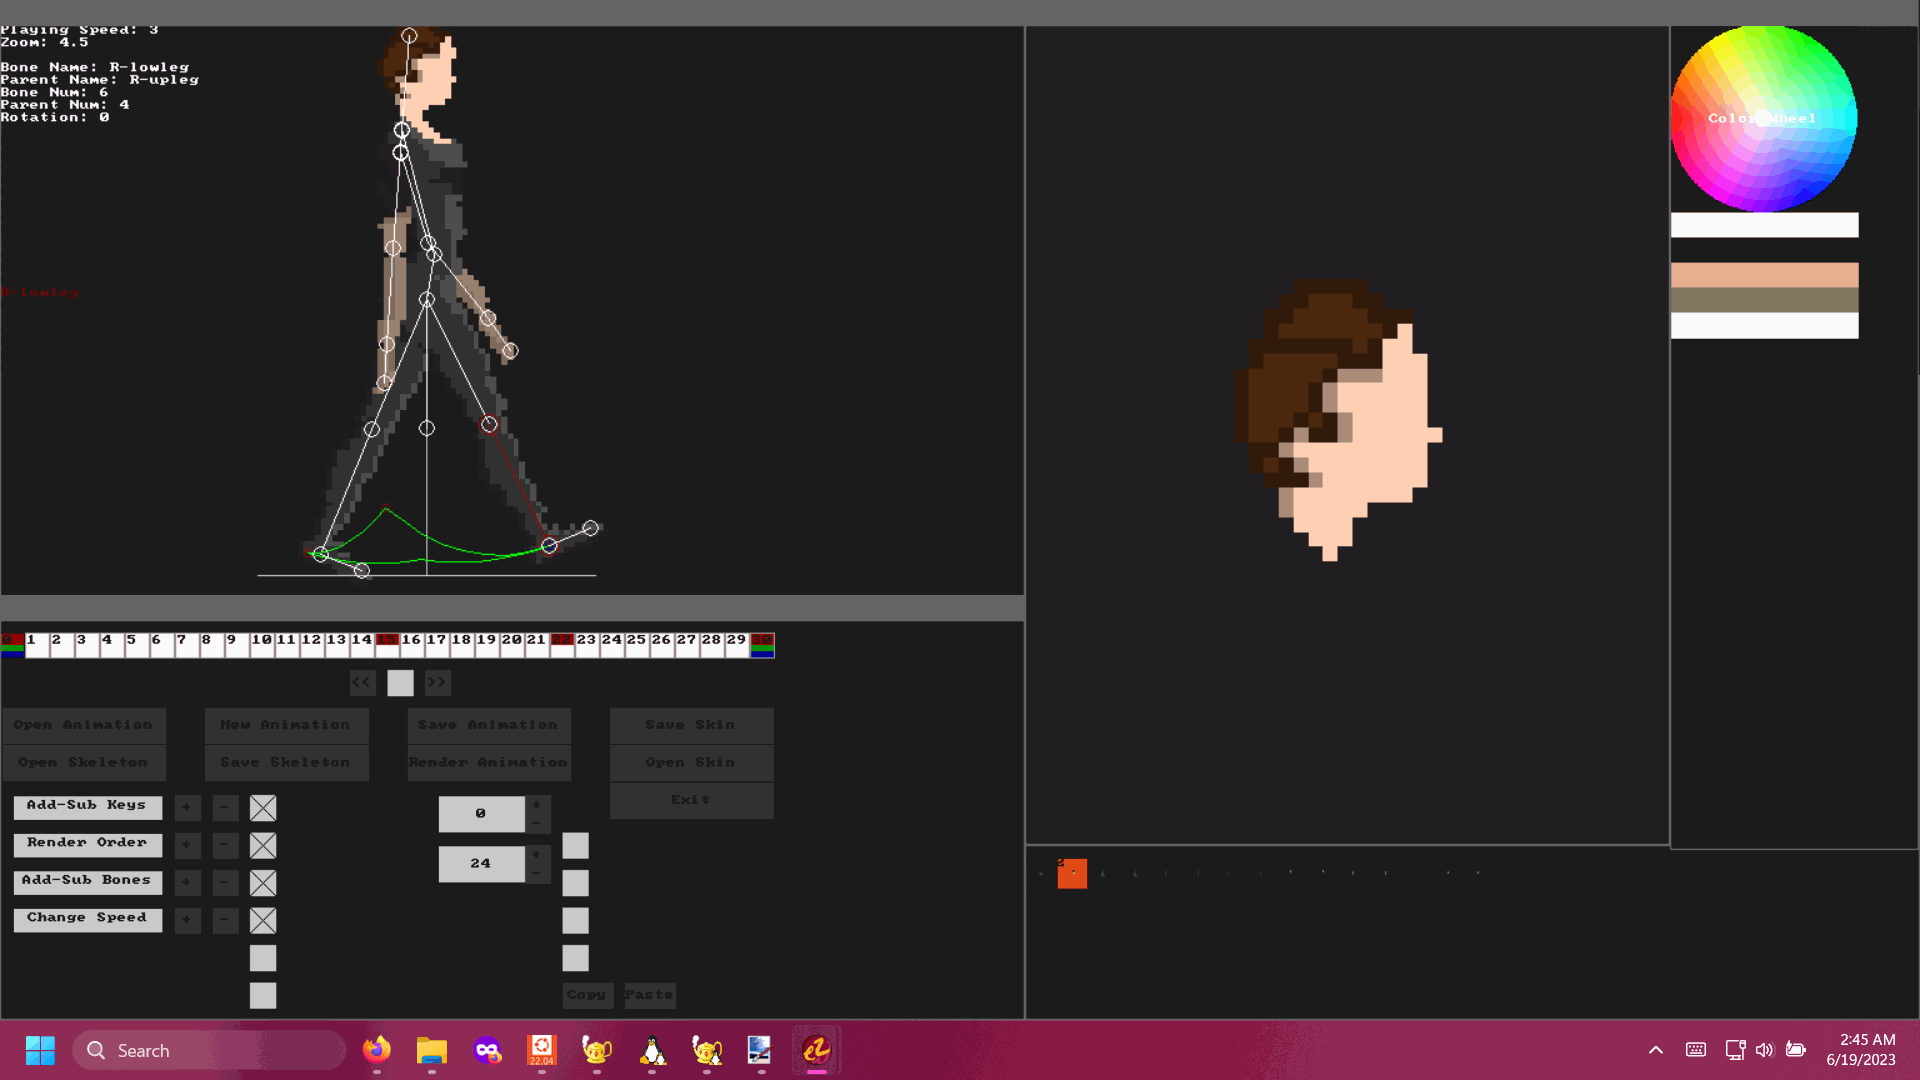 Playing Speed: 3
Zoom: 4.5
Bone Name: R-lowleg
Parent Name: R-upleg
Bone Num: 6
Parent Num: 4
Rotation: 0
R-lowleg
Color Wheel
0 1 2 3 4 5 6 7 8 9 10 11 12 13 14 15 16 17 18 19 20 21 22 23 24 25 26 27 28 29 30
<< >>
Open Animation New Animation Save Animation Save Skin
Open Skeleton Save Skeleton Render Animation Open Skin
Exit
Add-Sub Keys + - 0 + -
Render Order + -
24 + -
Add-Sub Bones + -
Change Speed + -
Copy Paste
Search
22.04
2:45 AM
6/19/2023